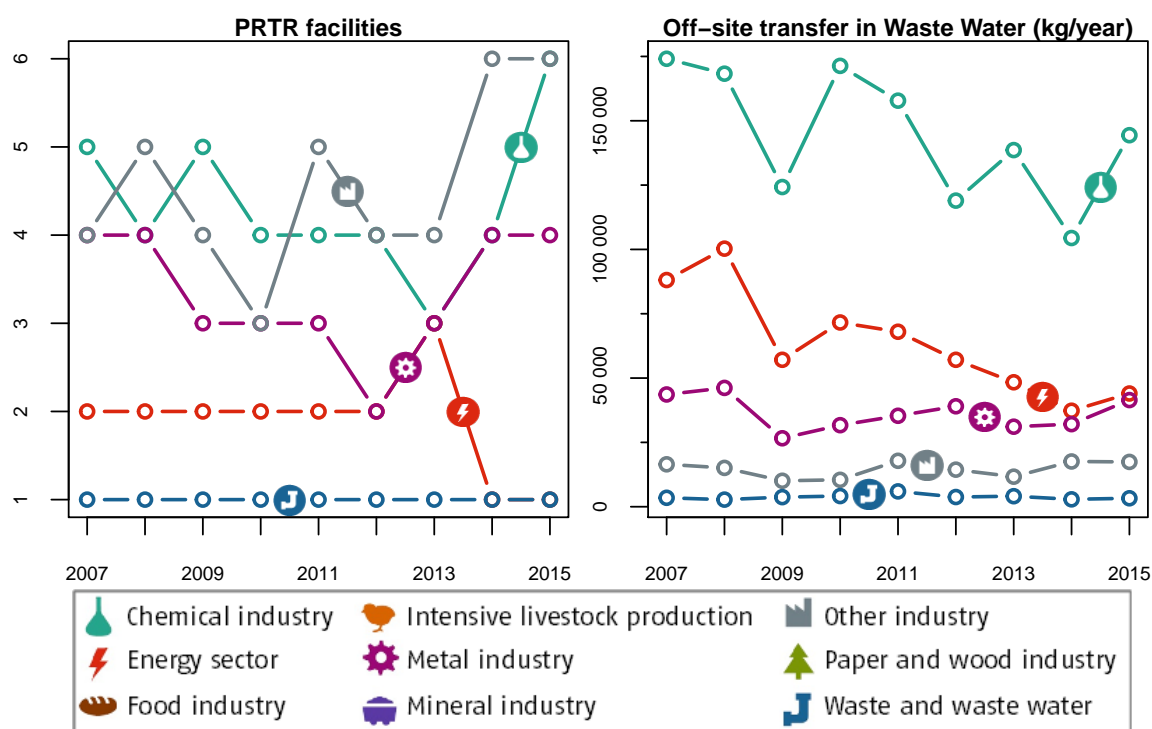 PRTR facilities
6
5
4
3
2
1
2007 2009 2011 2013 2015
Off−site transfer in Waste Water (kg/year)
150 000
100 000
50 000
0
2007 2009 2011 2013 2015
Chemical industry Intensive livestock production Other industry
Energy sector Metal industry Paper and wood industry
Food industry Mineral industry Waste and waste water